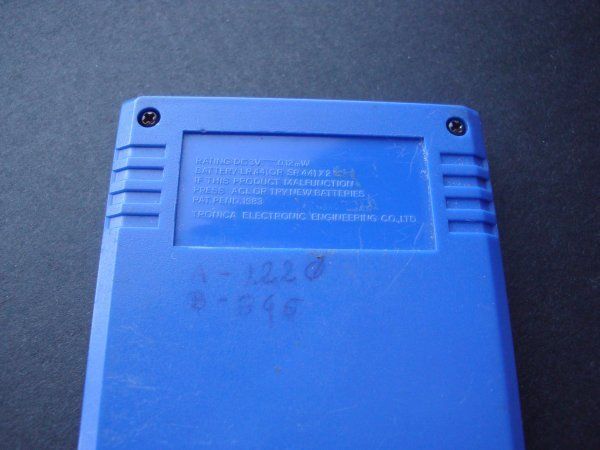 RATING: DC 3V 0.12mW
BATTERY: LR44 (OR SR44) X 2
IF THIS PRODUCT MALFUNCTION
PRESS ACL OR TRY NEW BATTERIES
PAT. PEND. 1983
TRONICA ELECTRONIC ENGINEERING CO., LTD
A - 1220
B - 896